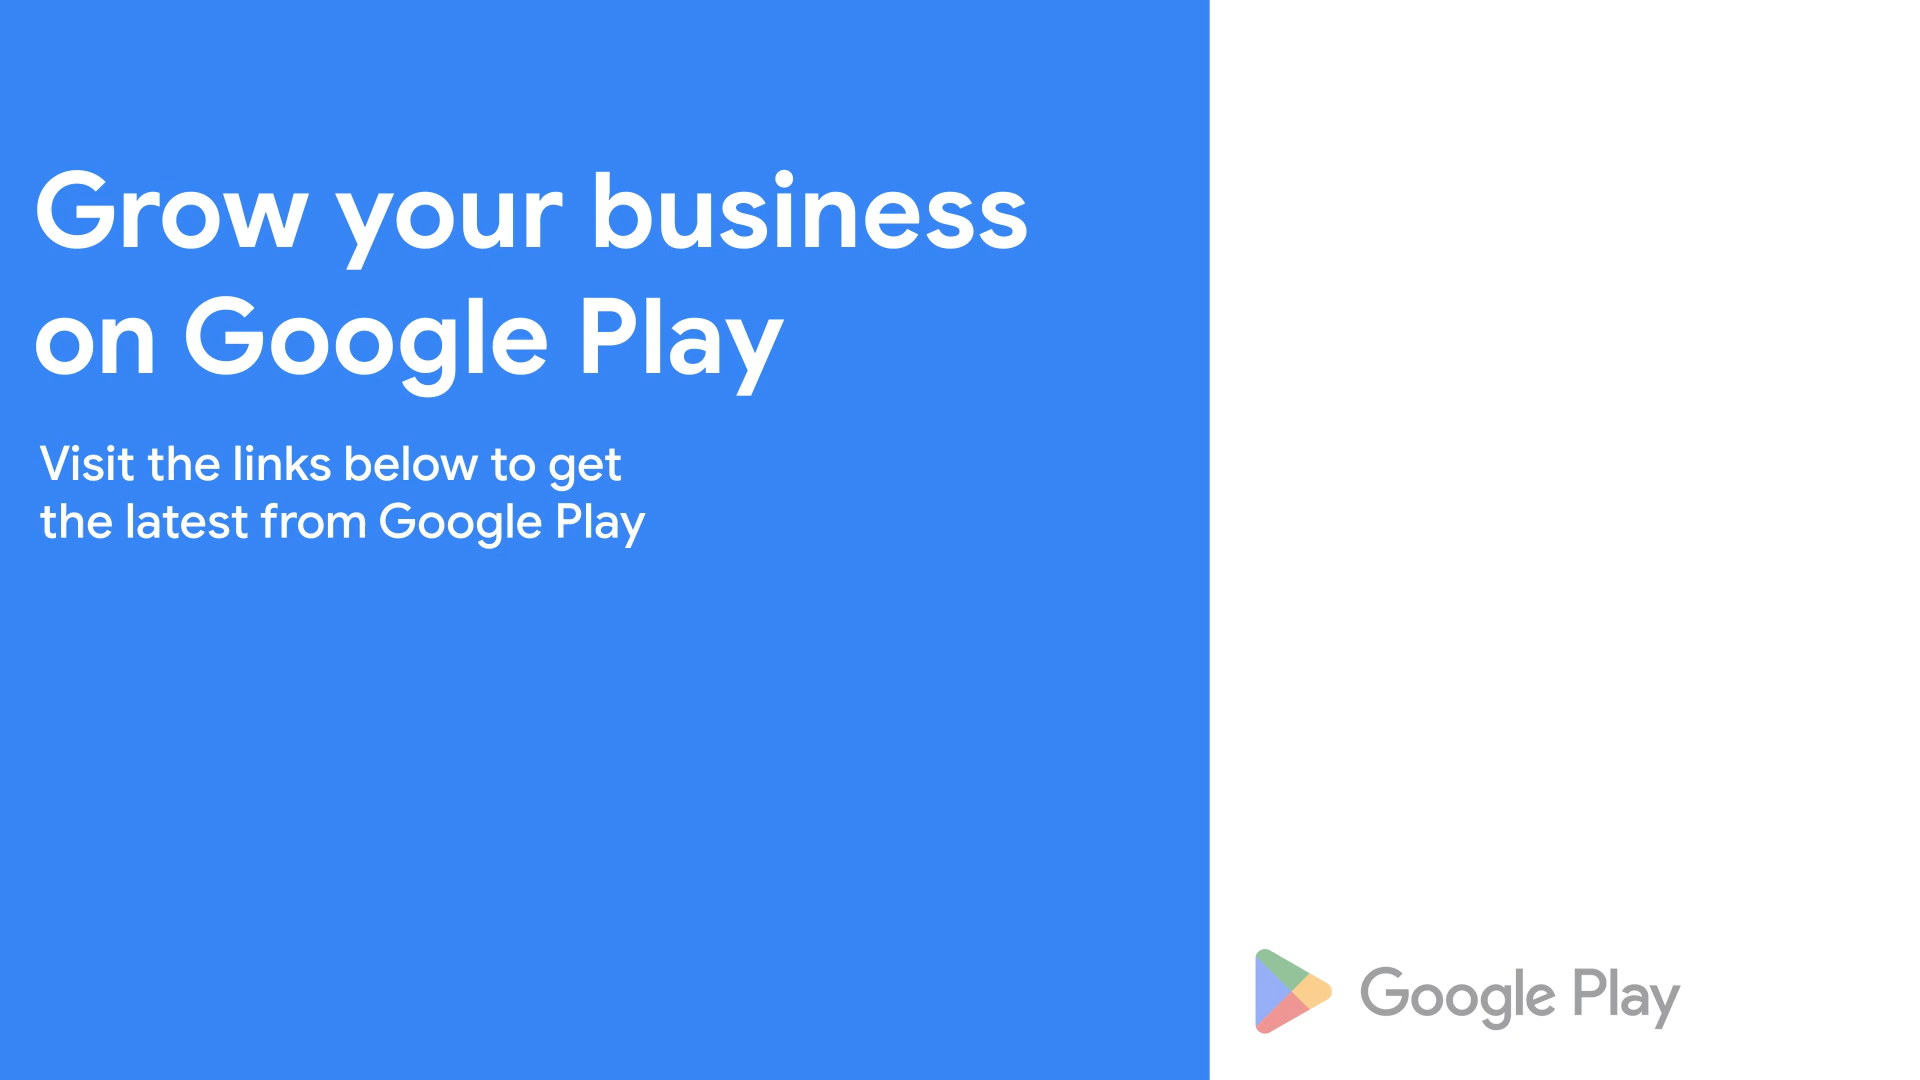 Grow your business
on Google Play
Visit the links below to get
the latest from Google Play
Google Play